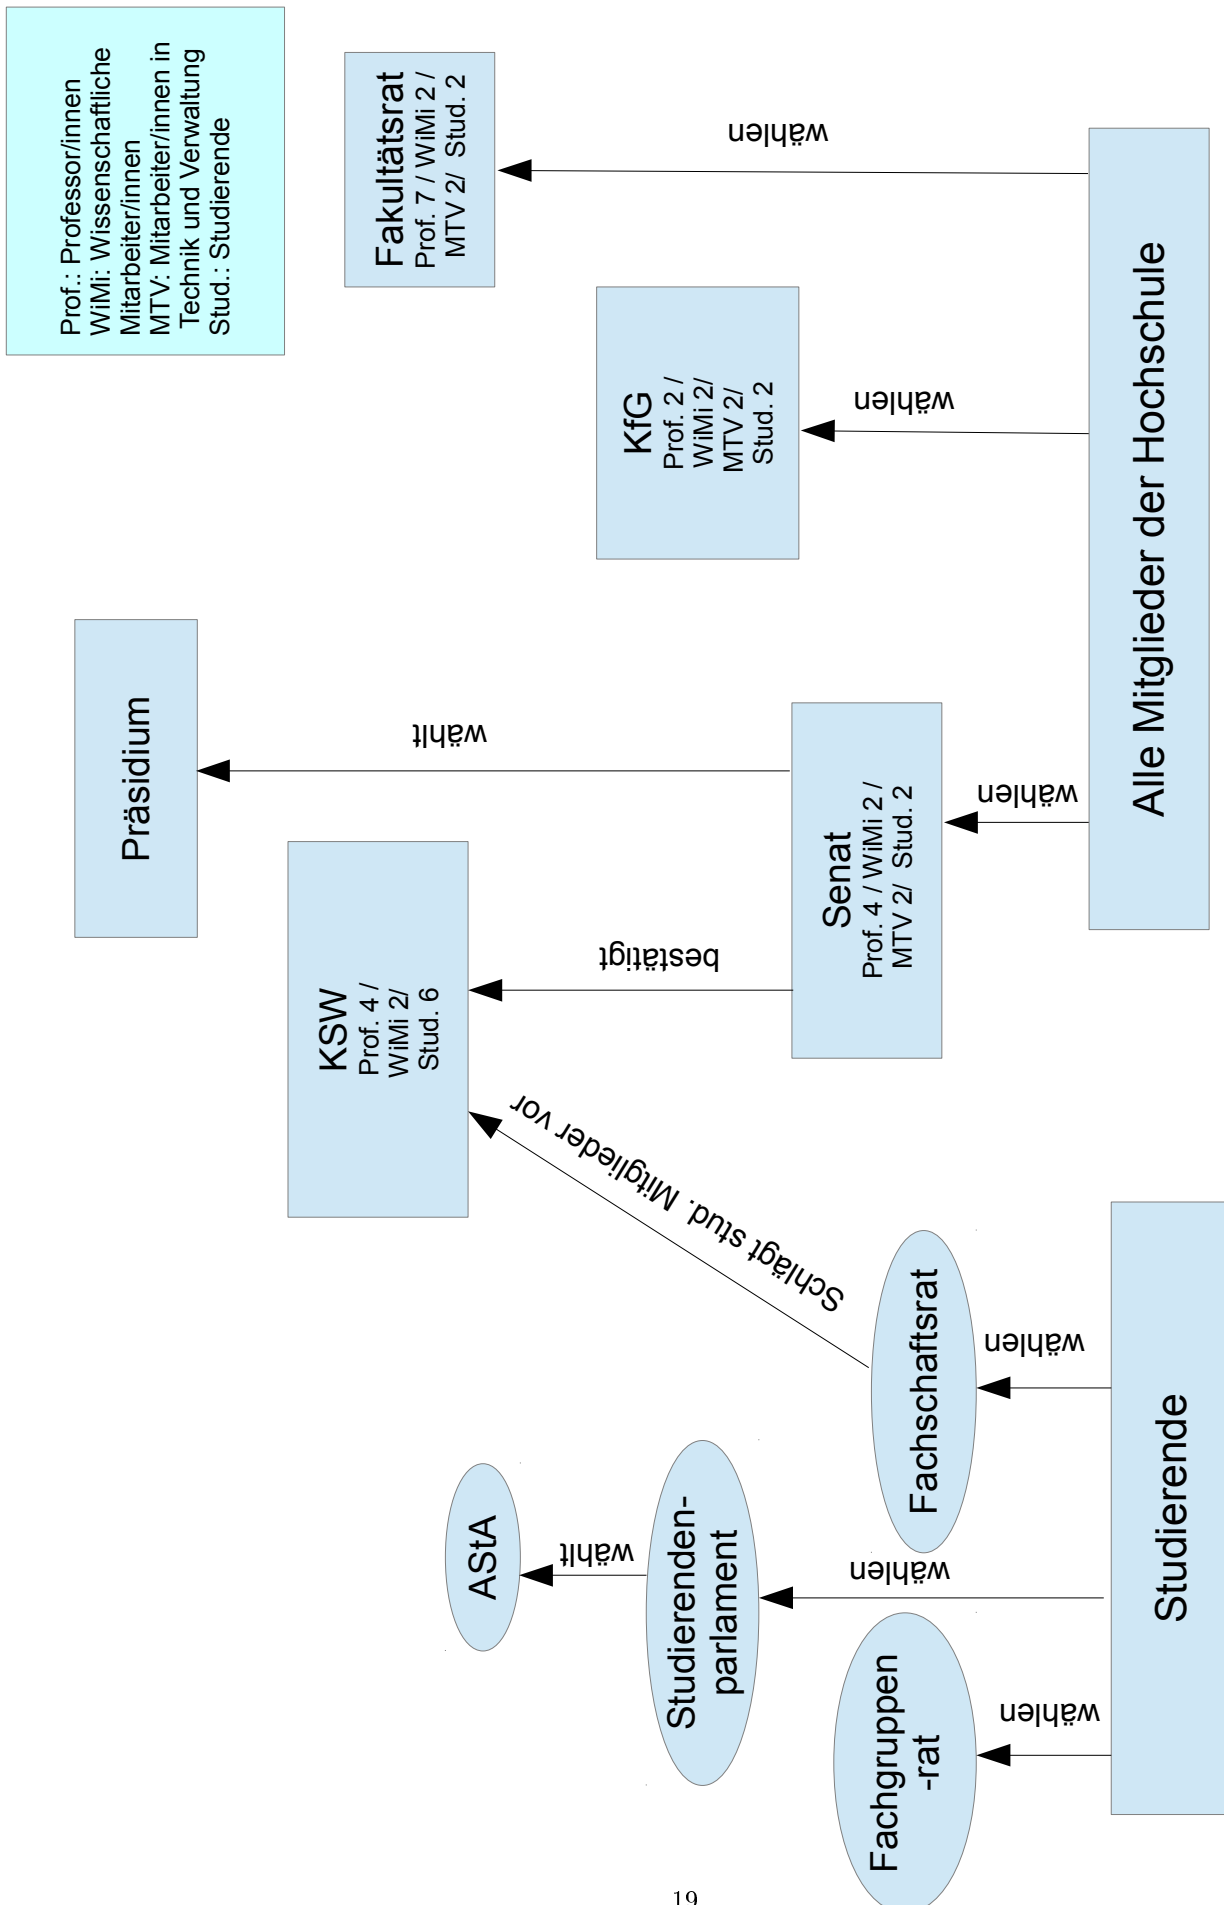 Prof.: Professor/innen
WiMi: Wissenschaftliche
Mitarbeiter/innen
MTV: Mitarbeiter/innen in
Technik und Verwaltung
Stud.: Studierende
Präsidium
Fakultätsrat
Prof. 7 / WiMi 2 /
MTV 2/ Stud. 2
KSW
Prof. 4 /
WiMi 2/
Stud. 6
KfG
Prof. 2 /
WiMi 2/
MTV 2/
Stud. 2
wählt
wählen
wählen
bestätigt
Schlägt stud. Mitglieder vor
AStA
wählt
Studierenden-
parlament
Senat
Prof. 4 / WiMi 2 /
MTV 2/ Stud. 2
Fachgruppen
-rat
Fachschaftsrat
wählen
wählen
wählen
wählen
Studierende
Alle Mitglieder der Hochschule
19